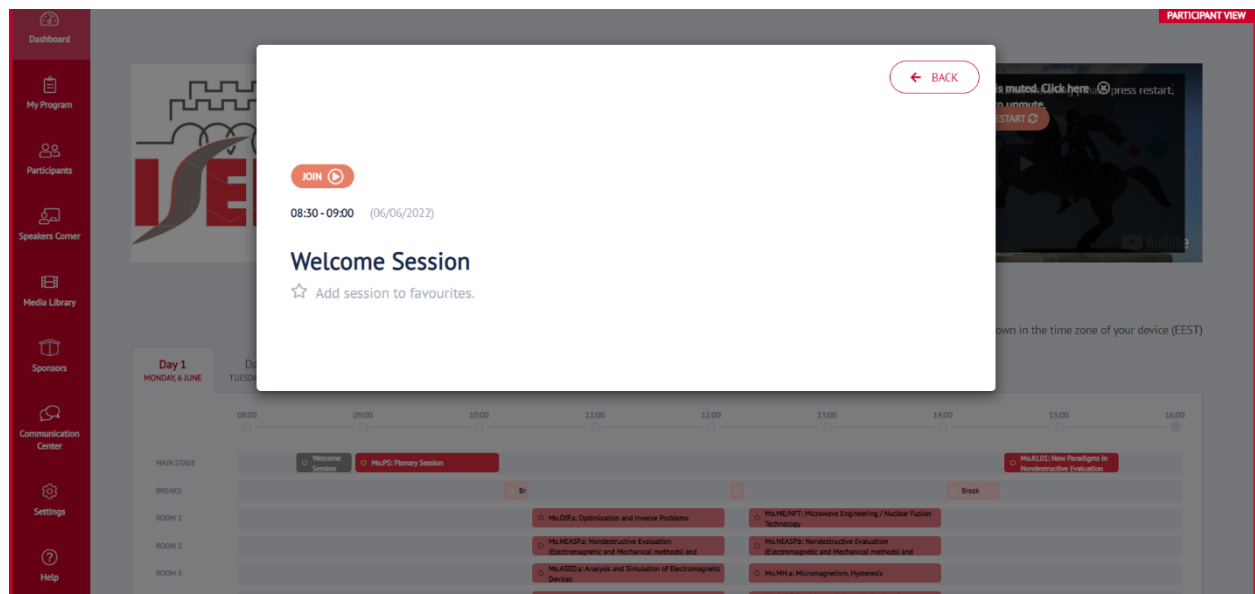 PARTICIPANT VIEW
Dashboard
My Program
Participants
Speakers Corner
Media Library
Sponsors
Communication
Center
Settings
Help
BACK
is muted. Click here
press restart,
to unmute.
RESTART
YouTube
JOIN
08:30 - 09:00 (06/06/2022)
Welcome Session
Add session to favourites.
own in the time zone of your device (EEST)
Day 1
MONDAY, 6 JUNE
Da
TUESDA
08:00 09:00 10:00 11:00 12:00 13:00 14:00 15:00 16:00
MAIN STAGE
Welcome
Session
Mo.PS: Plenary Session
Mo.KL01: New Paradigms in
Nondestructive Evaluation
BREAKS
Br
Break
ROOM 1
Mo.OIP.a: Optimization and Inverse Problems
Mo.ME/NFT: Microwave Engineering / Nuclear Fusion
Technology
ROOM 2
Mo.NEASP.a: Nondestructive Evaluation
(Electromagnetic and Mechanical methods) and
Mo.NEASP.b: Nondestructive Evaluation
(Electromagnetic and Mechanical methods) and
ROOM 3
Mo.ASED.a: Analysis and Simulation of Electromagnetic
Devices
Mo.MH.a: Micromagnetism, Hysteresis